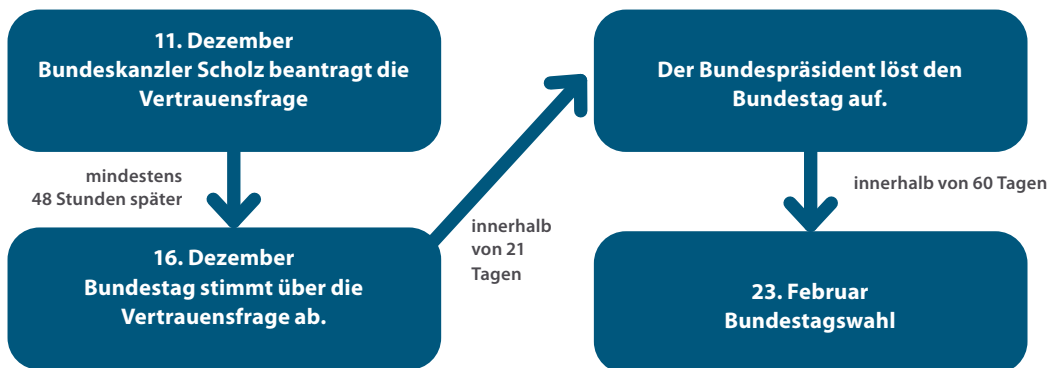 11. Dezember
Bundeskanzler Scholz beantragt die
Vertrauensfrage
mindestens
48 Stunden später
16. Dezember
Bundestag stimmt über die
Vertrauensfrage ab.
innerhalb
von 21
Tagen
Der Bundespräsident löst den
Bundestag auf.
innerhalb von 60 Tagen
23. Februar
Bundestagswahl